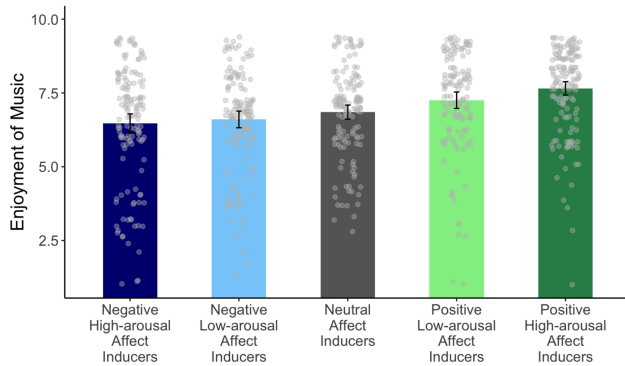 10.0
7.5
5.0
2.5
Enjoyment of Music
Negative
High-arousal
Affect
Inducers
Negative
Low-arousal
Affect
Inducers
Neutral
Affect
Inducers
Positive
Low-arousal
Affect
Inducers
Positive
High-arousal
Affect
Inducers